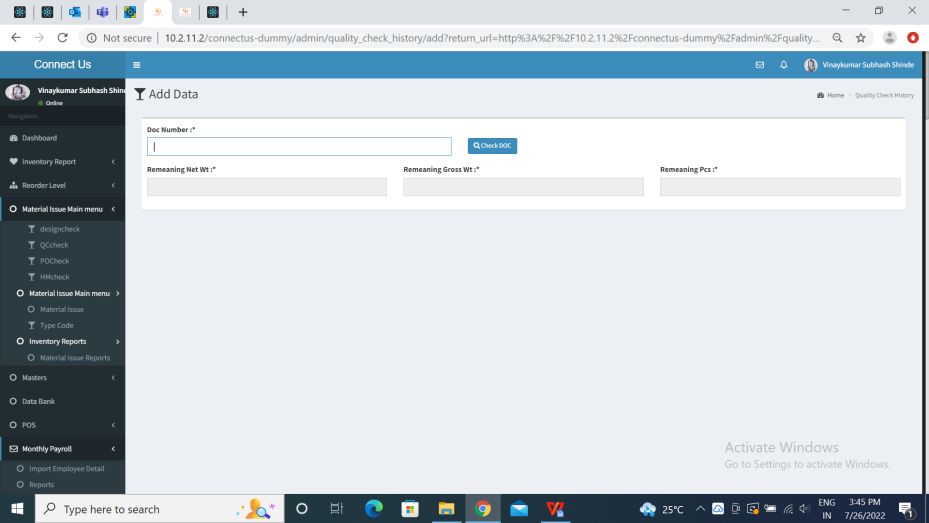 Not secure | 10.2.11.2/connectus-dummy/admin/quality_check_history/add?return_url=http%3A%2F%2F10.2.11.2%2Fconnectus-dummy%2Fadmin%2Fquality...
Connect Us
Vinaykumar Subhash Shinde
Vinaykumar Subhash Shin
Online
Navigation
Add Data
Home > Quality Check History
Dashboard
Inventory Report
Reorder Level
Material Issue Main menu
designcheck
QCcheck
POCheck
HMcheck
Material Issue Main menu
Material Issue
Type Code
Inventory Reports
Material Issue Reports
Masters
Data Bank
POS
Monthly Payroll
Import Employee Detail
Reports
Doc Number :*
Check DOC
Remeaning Net Wt :* Remeaning Gross Wt :* Remeaning Pcs :*
Activate Windows
Go to Settings to activate Windows.
Type here to search
25°C
ENG
IN
3:45 PM
7/26/2022
1